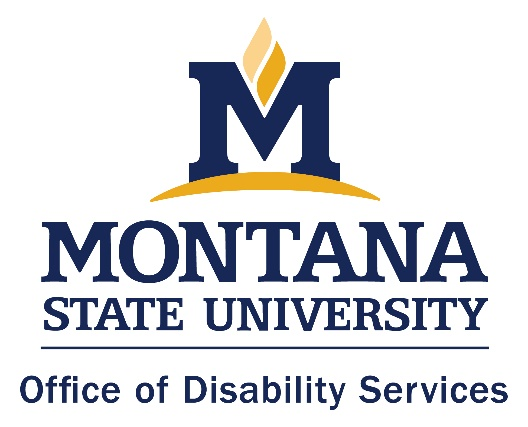 M
MONTANA
STATE UNIVERSITY
Office of Disability Services